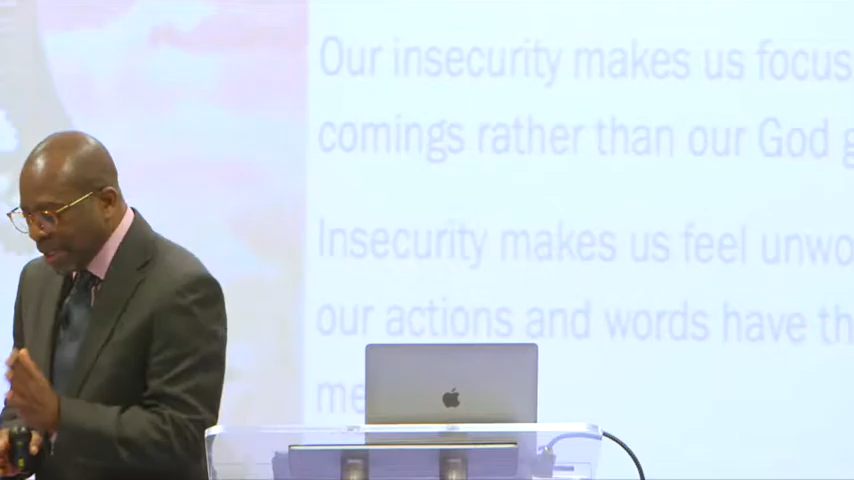 Our insecurity makes us focus
comings rather than our God g
Insecurity makes us feel unwo
our actions and words have th
me